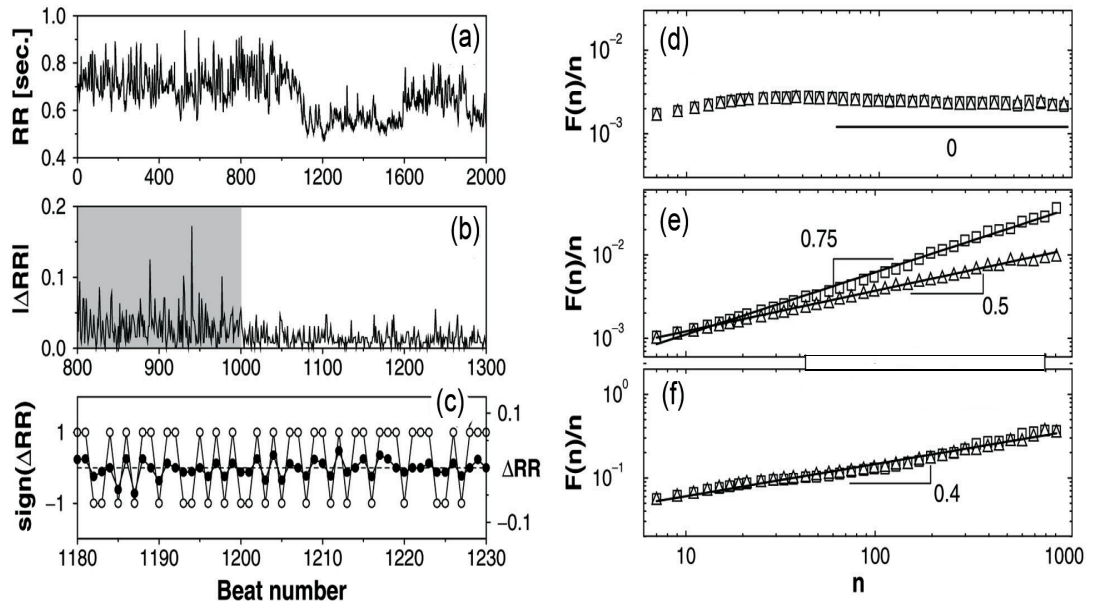 (a)
RR [sec.]
1.0
0.8
0.6
0.4
0 400 800 1200 1600 2000
(b)
|ΔRR|
0.2
0.1
0.0
800 900 1000 1100 1200 1300
(c)
sign(ΔRR)
1
−1
0.1
ΔRR
−0.1
1180 1190 1200 1210 1220 1230
Beat number
(d)
F(n)/n
10⁻²
10⁻³
0
(e)
F(n)/n
10⁻²
10⁻³
0.75
0.5
(f)
F(n)/n
10⁰
10⁻¹
0.4
10 100 1000
n